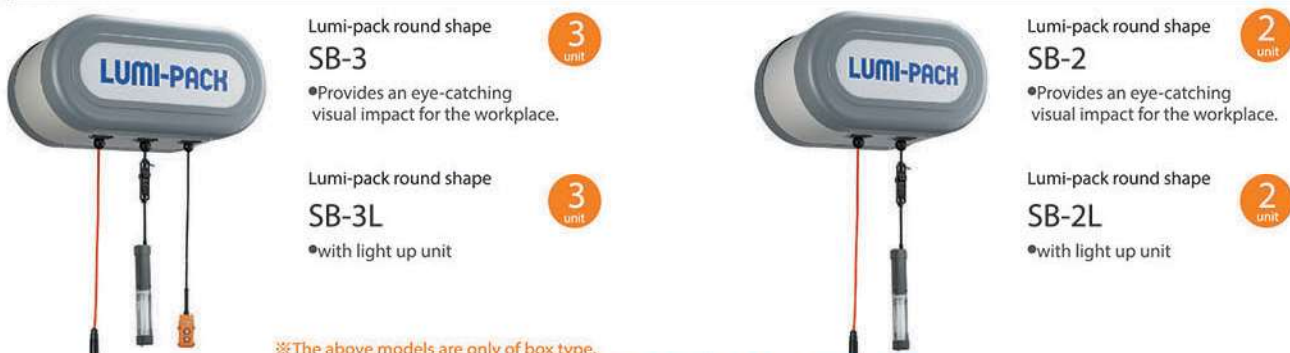 LUMI-PACK
Lumi-pack round shape
SB-3
3
unit
●Provides an eye-catching
visual impact for the workplace.
Lumi-pack round shape
SB-3L
3
unit
●with light up unit
LUMI-PACK
Lumi-pack round shape
SB-2
2
unit
●Provides an eye-catching
visual impact for the workplace.
Lumi-pack round shape
SB-2L
2
unit
●with light up unit
※The above models are only of box type.